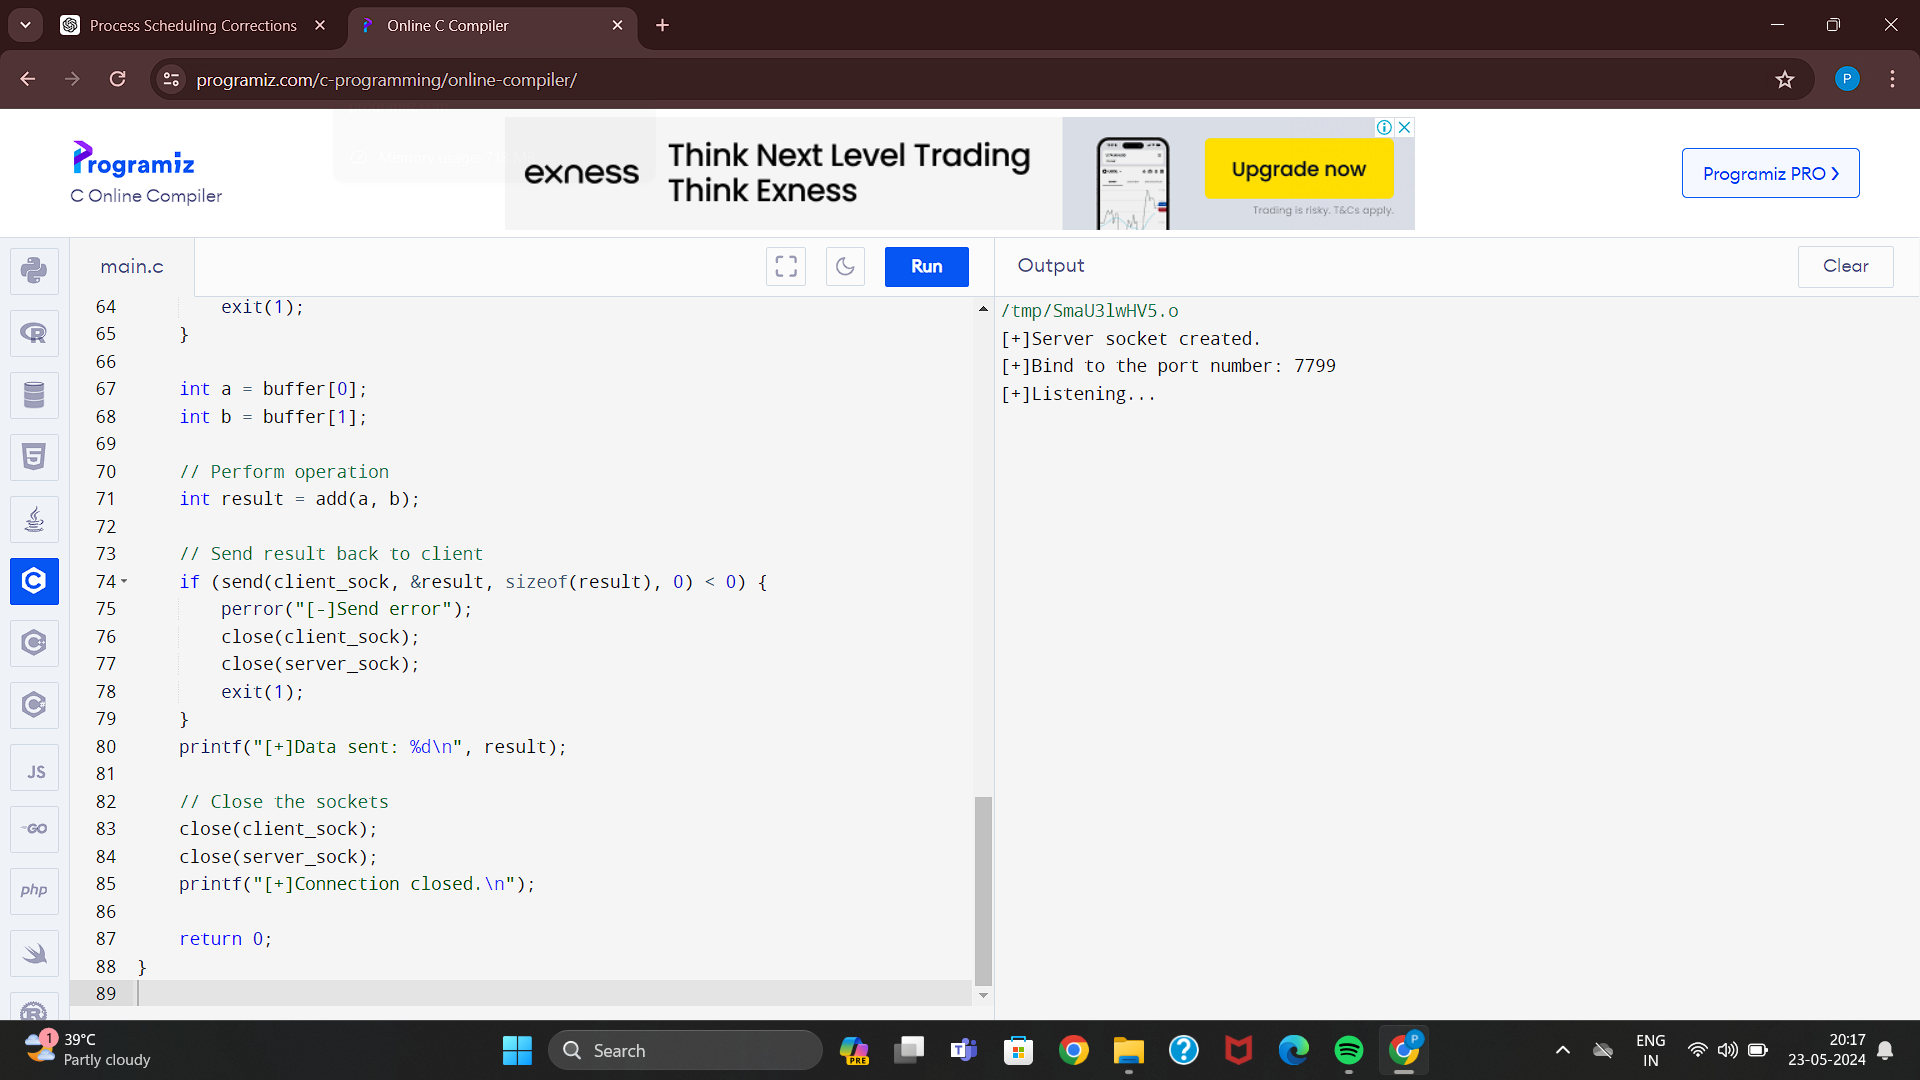 Process Scheduling Corrections
Online C Compiler
programiz.com/c-programming/online-compiler/
P
Programiz
C Online Compiler
exness
Think Next Level Trading
Think Exness
Upgrade now
Trading is risky. T&Cs apply.
Programiz PRO
main.c
Run
Output
Clear
64 exit(1);
65 }
66
67 int a = buffer[0];
68 int b = buffer[1];
69
70 // Perform operation
71 int result = add(a, b);
72
73 // Send result back to client
74 if (send(client_sock, &result, sizeof(result), 0) < 0) {
75 perror("[-]Send error");
76 close(client_sock);
77 close(server_sock);
78 exit(1);
79 }
80 printf("[+]Data sent: %d\n", result);
81
82 // Close the sockets
83 close(client_sock);
84 close(server_sock);
85 printf("[+]Connection closed.\n");
86
87 return 0;
88 }
89
/tmp/SmaU3lwHV5.o
[+]Server socket created.
[+]Bind to the port number: 7799
[+]Listening...
JS
GO
php
1
39°C
Partly cloudy
Search
PRE
P
ENG
IN
20:17
23-05-2024